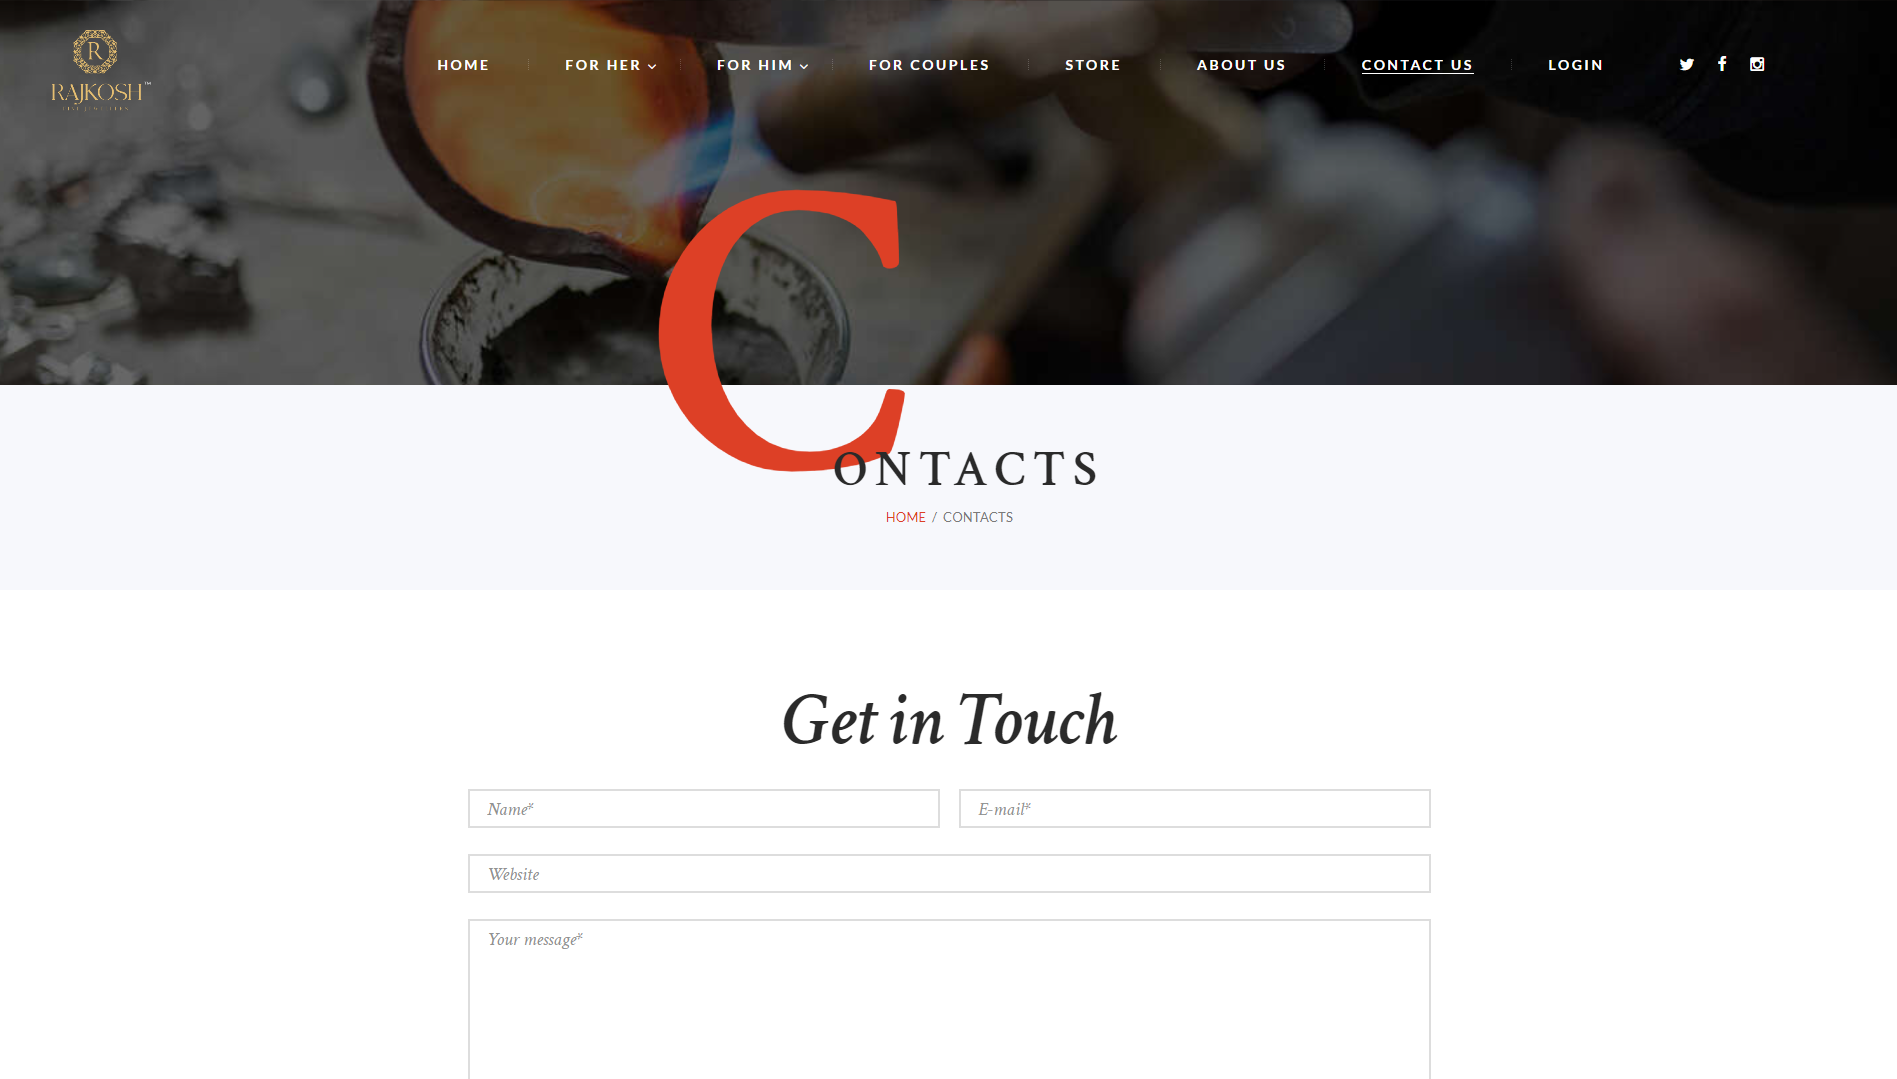 R
RAJKOSH™
HOME
FOR HER
FOR HIM
FOR COUPLES
STORE
ABOUT US
CONTACT US
LOGIN
CONTACTS
HOME / CONTACTS
Get in Touch
Name*
E-mail*
Website
Your message*